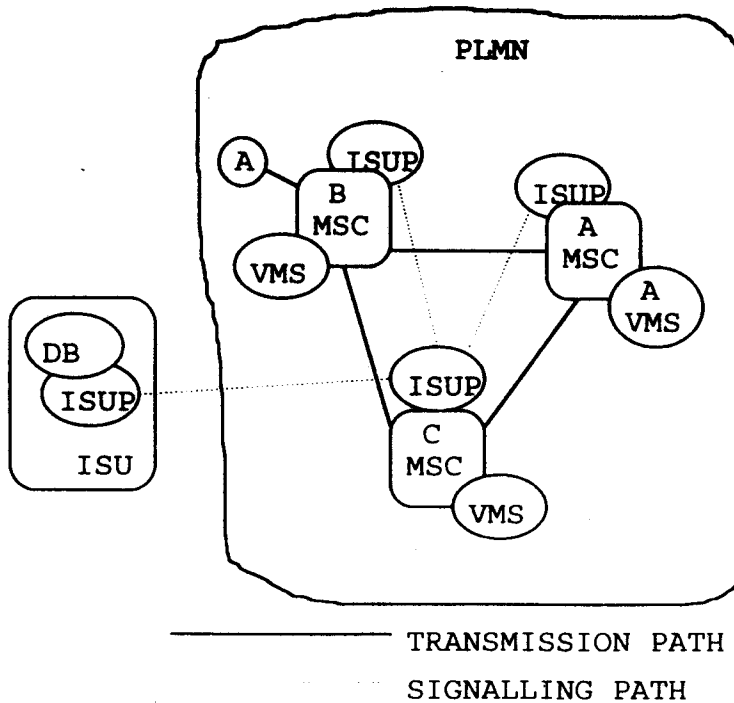 PLMN
A
ISUP
B
MSC
VMS
ISUP
A
MSC
A
VMS
DB
ISUP
ISU
ISUP
C
MSC
VMS
TRANSMISSION PATH
SIGNALLING PATH